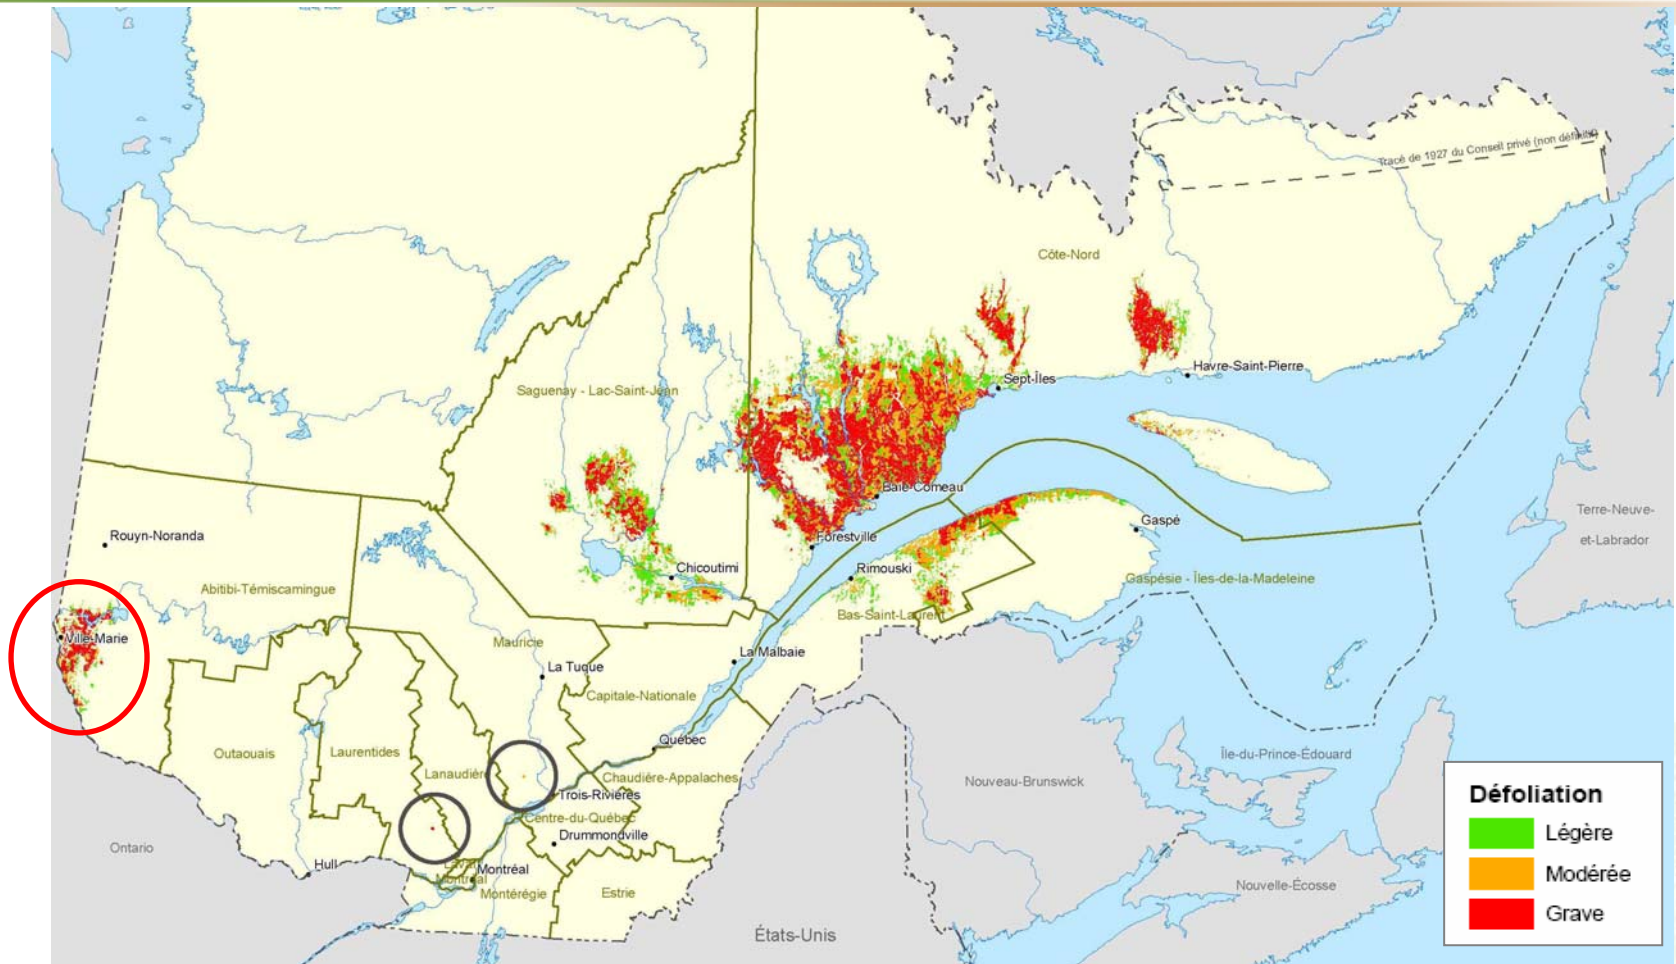 Tracé de 1927 du Conseil privé (non définitif)
Côte-Nord
Havre-Saint-Pierre
Sept-Îles
Saguenay - Lac-Saint-Jean
Baie-Comeau
Terre-Neuve-
et-Labrador
Gaspé
Rouyn-Noranda
Forestville
Chicoutimi
Rimouski
Gaspésie - Îles-de-la-Madeleine
Abitibi-Témiscamingue
Bas-Saint-Laurent
Ville-Marie
Mauricie
La Malbaie
La Tuque
Capitale-Nationale
Québec
Outaouais
Laurentides
Lanaudière
Chaudière-Appalaches
Île-du-Prince-Édouard
Nouveau-Brunswick
Trois-Rivières
Centre-du-Québec
Drummondville
Ontario
Hull
Laval
Montréal
Montréal
Montérégie
Estrie
Nouvelle-Écosse
États-Unis
Défoliation
Légère
Modérée
Grave